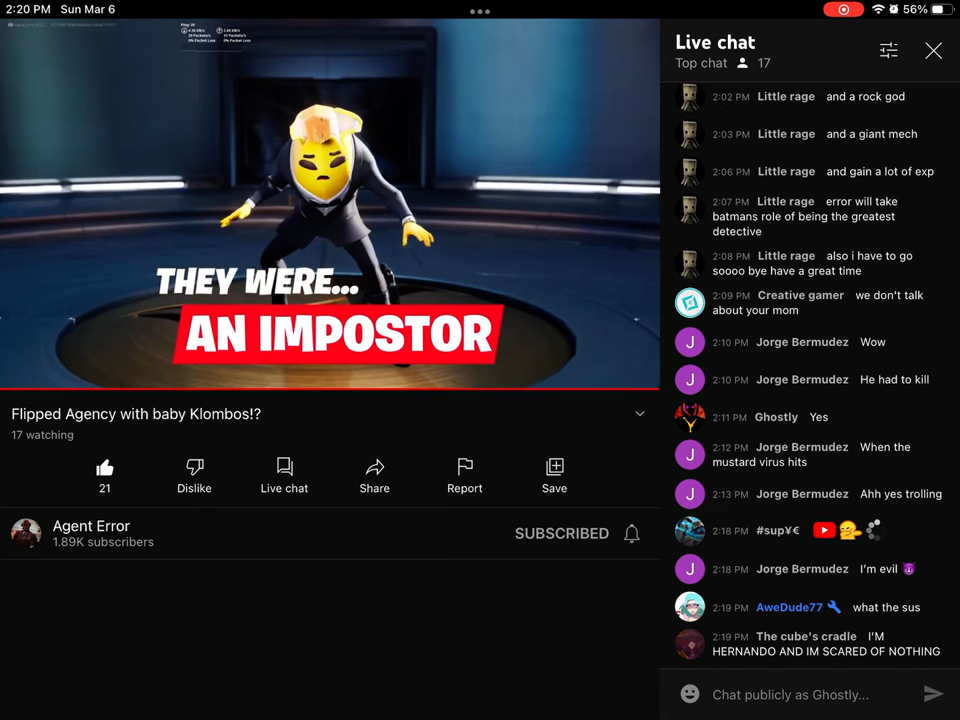 2:20 PM Sun Mar 6
56%
THEY WERE...
AN IMPOSTOR
Flipped Agency with baby Klombos!?
17 watching
21
Dislike
Live chat
Share
Report
Save
Agent Error
1.89K subscribers
SUBSCRIBED
Live chat
Top chat 17
2:02 PM Little rage and a rock god
2:03 PM Little rage and a giant mech
2:06 PM Little rage and gain a lot of exp
2:07 PM Little rage error will take
batmans role of being the greatest
detective
2:08 PM Little rage also i have to go
soooo bye have a great time
2:09 PM Creative gamer we don't talk
about your mom
J 2:10 PM Jorge Bermudez Wow
J 2:10 PM Jorge Bermudez He had to kill
2:11 PM Ghostly Yes
J 2:12 PM Jorge Bermudez When the
mustard virus hits
J 2:13 PM Jorge Bermudez Ahh yes trolling
2:18 PM #sup¥€
J 2:18 PM Jorge Bermudez I'm evil 😈
2:19 PM AweDude77 what the sus
2:19 PM The cube's cradle I'M
HERNANDO AND IM SCARED OF NOTHING
Chat publicly as Ghostly...